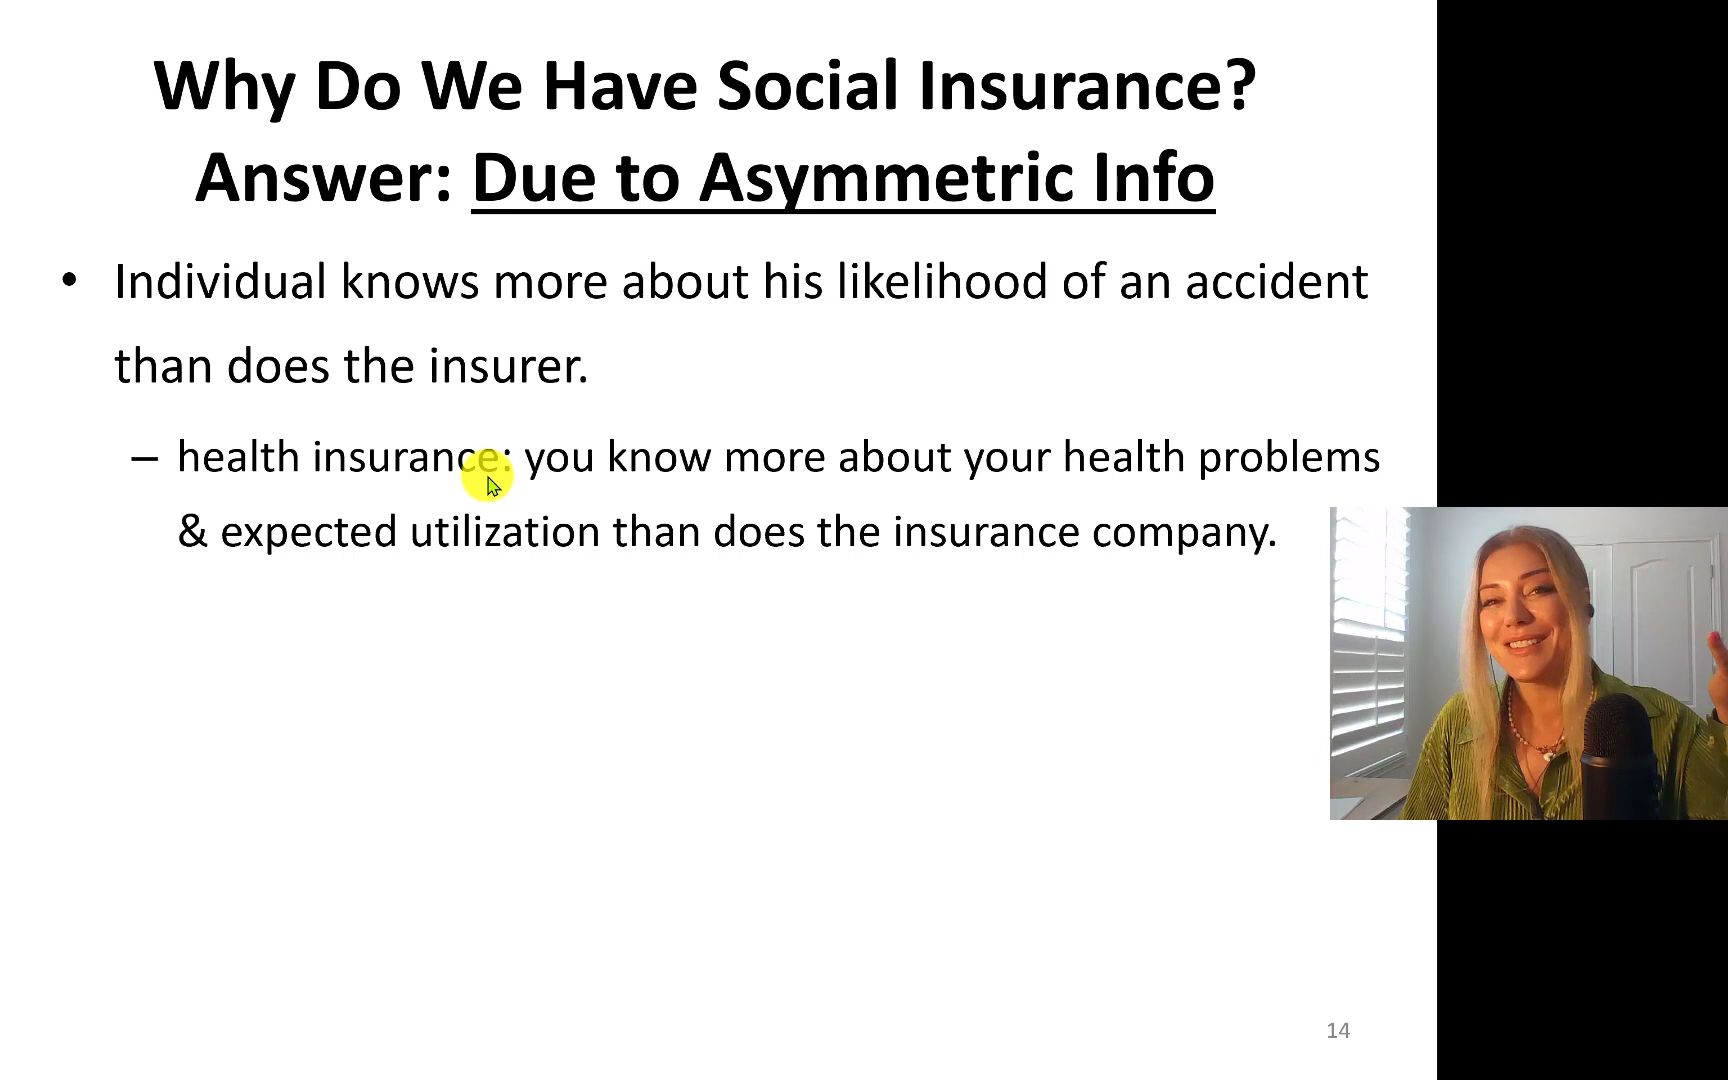 Why Do We Have Social Insurance?
Answer: Due to Asymmetric Info
• Individual knows more about his likelihood of an accident
than does the insurer.
– health insurance: you know more about your health problems
& expected utilization than does the insurance company.
14